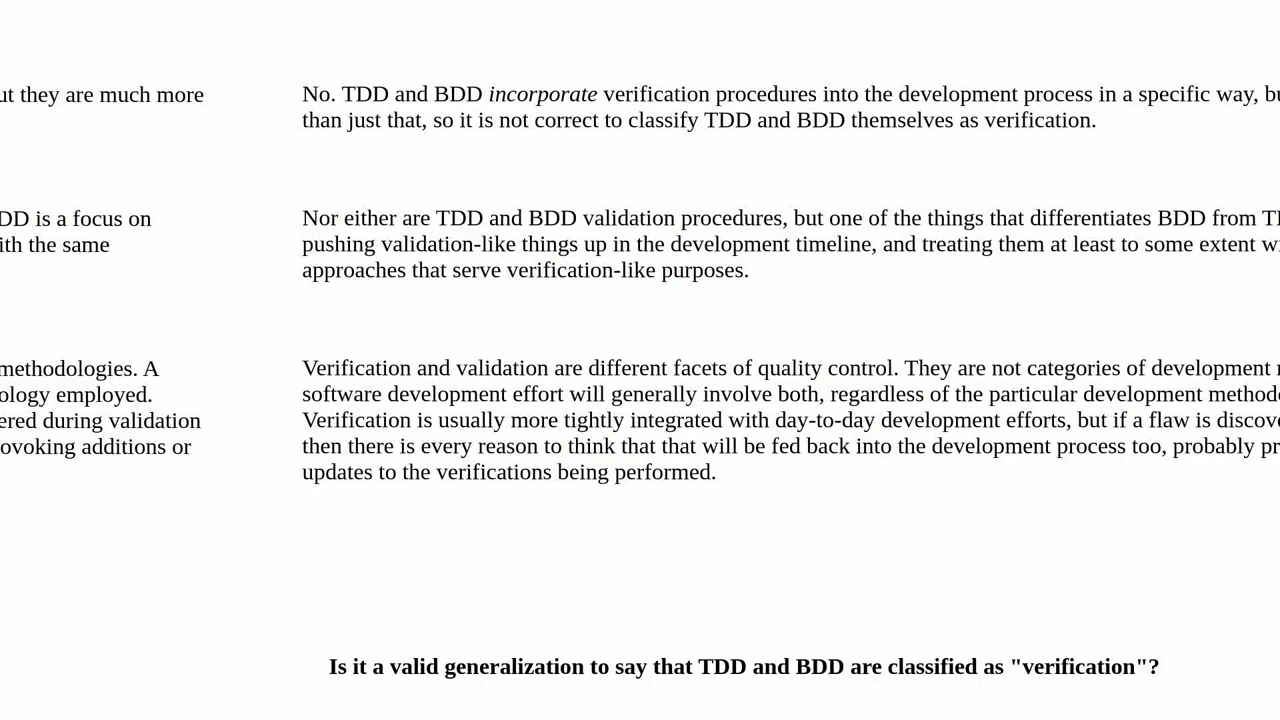 ut they are much more
DD is a focus on
ith the same
methodologies. A
ology employed.
ered during validation
ovoking additions or
No. TDD and BDD incorporate verification procedures into the development process in a specific way, bu
than just that, so it is not correct to classify TDD and BDD themselves as verification.
Nor either are TDD and BDD validation procedures, but one of the things that differentiates BDD from T
pushing validation-like things up in the development timeline, and treating them at least to some extent w
approaches that serve verification-like purposes.
Verification and validation are different facets of quality control. They are not categories of development
software development effort will generally involve both, regardless of the particular development methodo
Verification is usually more tightly integrated with day-to-day development efforts, but if a flaw is discove
then there is every reason to think that that will be fed back into the development process too, probably pr
updates to the verifications being performed.
Is it a valid generalization to say that TDD and BDD are classified as "verification"?